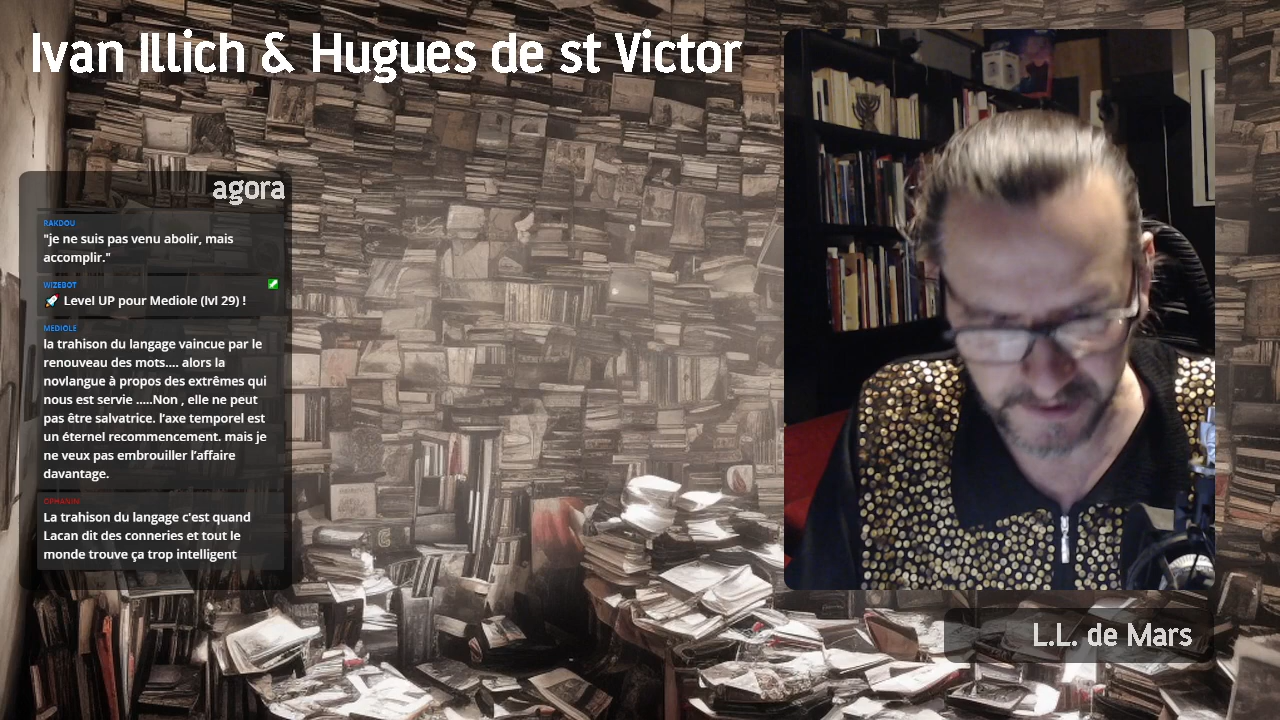 Ivan Illich & Hugues de st Victor
agora
RAKDOU
"je ne suis pas venu abolir, mais
accomplir."
WIZEBOT
Level UP pour Mediole (lvl 29) !
MEDIOLE
la trahison du langage vaincue par le
renouveau des mots.... alors la
novlangue à propos des extrêmes qui
nous est servie .....Non , elle ne peut
pas être salvatrice. l'axe temporel est
un éternel recommencement. mais je
ne veux pas embrouiller l'affaire
davantage.
OPHANIN
La trahison du langage c'est quand
Lacan dit des conneries et tout le
monde trouve ça trop intelligent
L.L. de Mars